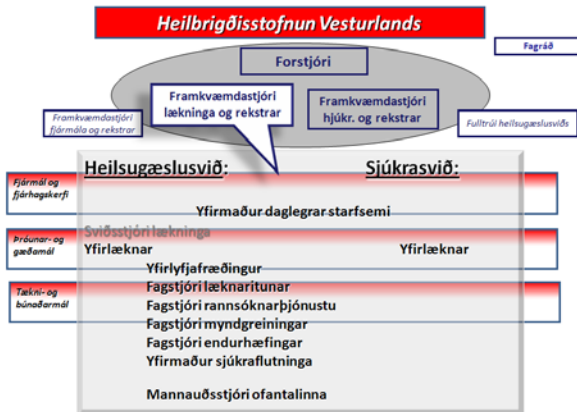 Heilbrigðisstofnun Vesturlands
Fagráð
Forstjóri
Framkvæmdastjóri
lækninga og rekstrar
Framkvæmdastjóri
hjúkr. og rekstrar
Framkvæmdastjóri
fjármála og rekstrar
Fulltrúi heilsugæslusviðs
Heilsugæslusvið:
Sjúkrasvið:
Fjármál og
fjárhagskerfi
Yfirmaður daglegrar starfsemi
Sviðsstjóri lækninga
Þróunar- og
gæðamál
Yfirlæknar
Yfirlæknar
Yfirlyfjafræðingur
Tækni- og
búnaðarmál
Fagstjóri læknaritunar
Fagstjóri rannsóknarþjónustu
Fagstjóri myndgreiningar
Fagstjóri endurhæfingar
Yfirmaður sjúkraflutninga
Mannauðsstjóri ofantalinna